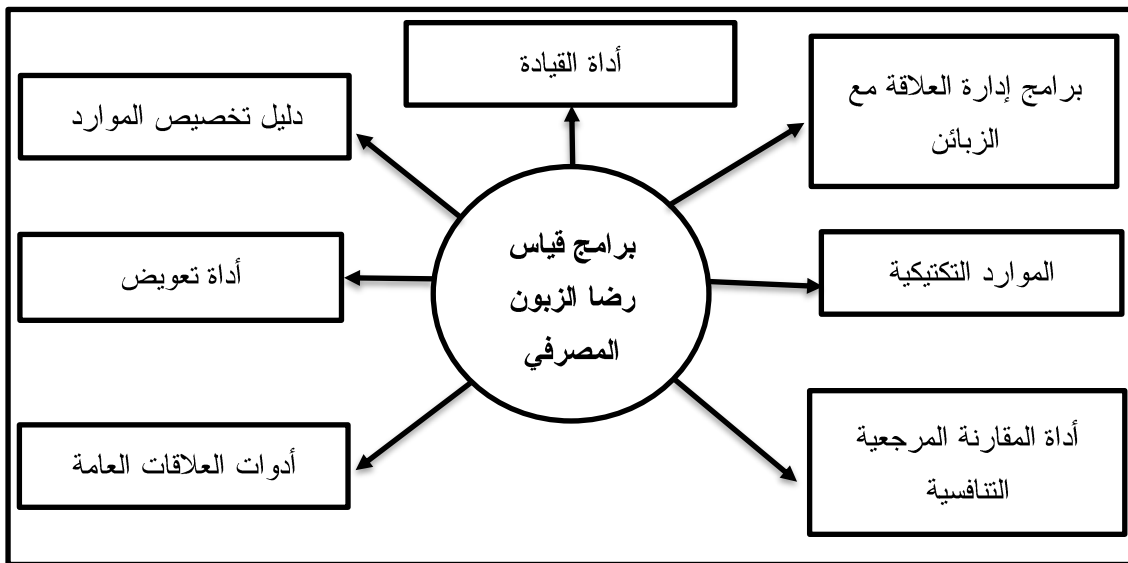 أداة القيادة
برامج إدارة العلاقة مع
الزبائن
دليل تخصيص الموارد
برامج قياس
رضا الزبون
المصرفي
الموارد التكتيكية
أداة تعويض
أداة المقارنة المرجعية
التنافسية
أدوات العلاقات العامة